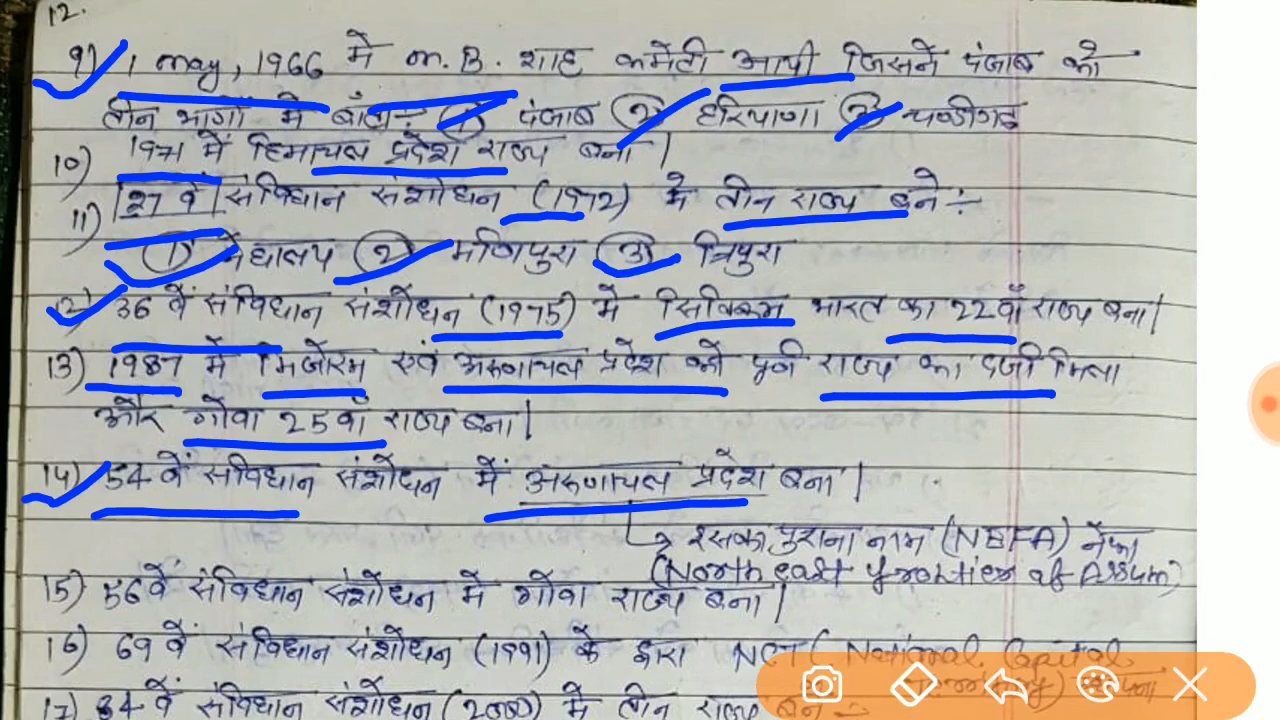 12.
9) 1 may, 1966 में m. B. शाह कमेटी आयी जिसने पंजाब को
तीन भागों में बाँटा÷ ① पंजाब ② हरियाणा ③ चण्डीगढ
10) 1971 में हिमाचल प्रदेश राज्य बना।
11) 27 वें संविधान संशोधन (1972) में तीन राज्य बने ÷
① मेघालय ② मणिपुरा ③ त्रिपुरा
12) 36 वें संविधान संशोधन (1975) में सिक्किम भारत का 22वाँ राज्य बना।
13) 1987 में मिजोरम एवं अरुणाचल प्रदेश को पूर्ण राज्य का दर्जा मिला
और गोवा 25वाँ राज्य बना।
14) 54 वें संविधान संशोधन में अरुणाचल प्रदेश बना।
इसका पुराना नाम (NEFA) नेफा
(North east frontier of Assam)
15) 56 वें संविधान संशोधन में गोवा राज्य बना।
16) 69 वें संविधान संशोधन (1991) के द्वारा NCT (National Capital
17) 84 वें संविधान संशोधन (2000) में तीन राज्य बने ÷